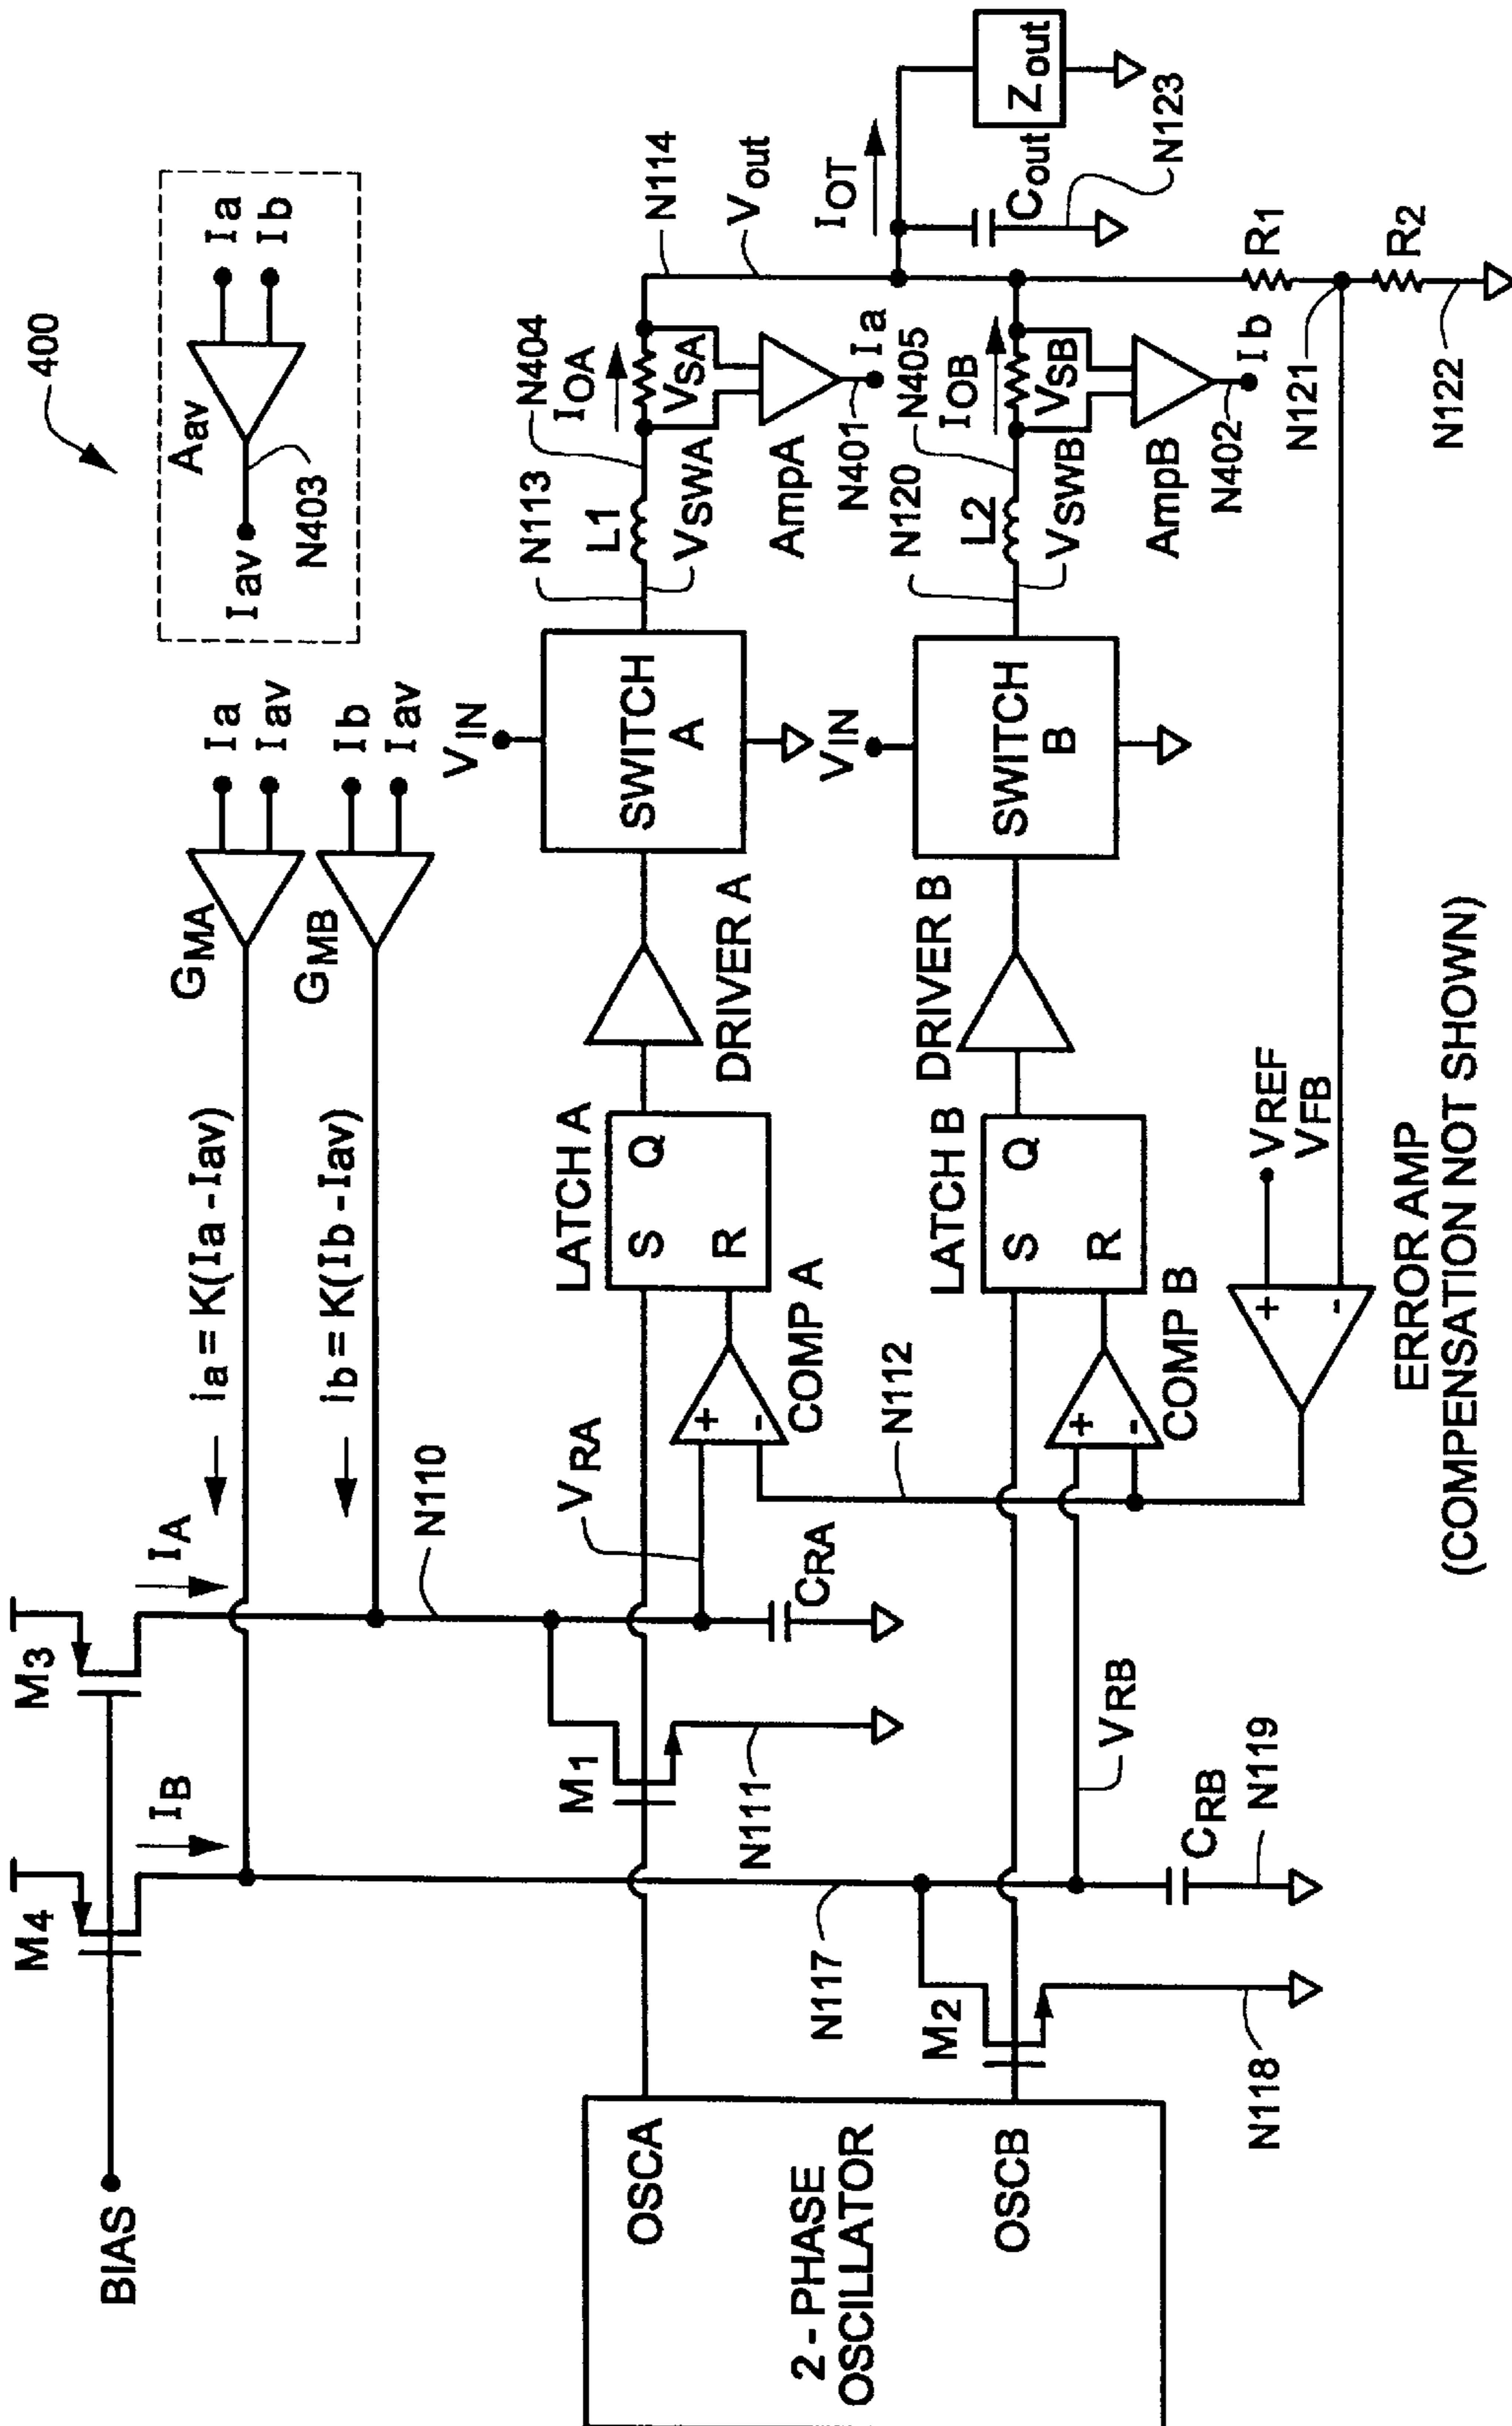 400
BIAS
M4
M3
IB
IA
ia = K(Ia - Iav)
ib = K(Ib - Iav)
GMA
GMB
Ia
Iav
Ib
Iav
Iav
N403
Aav
Ia
Ib
N110
2 - PHASE
OSCILLATOR
OSCA
OSCB
M1
N111
VRA
CRA
COMP A
LATCH A
S
Q
R
+
-
DRIVER A
VIN
SWITCH
A
N113
L1
VSWA
N404
IOA
VSA
AmpA
N401
Ia
N114
Vout
IOT
Cout
Zout
N123
N117
M2
N118
VRB
CRB
N119
N112
COMP B
+
-
LATCH B
S
Q
R
DRIVER B
VIN
SWITCH
B
N120
L2
VSWB
N405
IOB
VSB
AmpB
N402
Ib
R1
R2
N121
N122
VREF
VFB
+
-
ERROR AMP
(COMPENSATION NOT SHOWN)